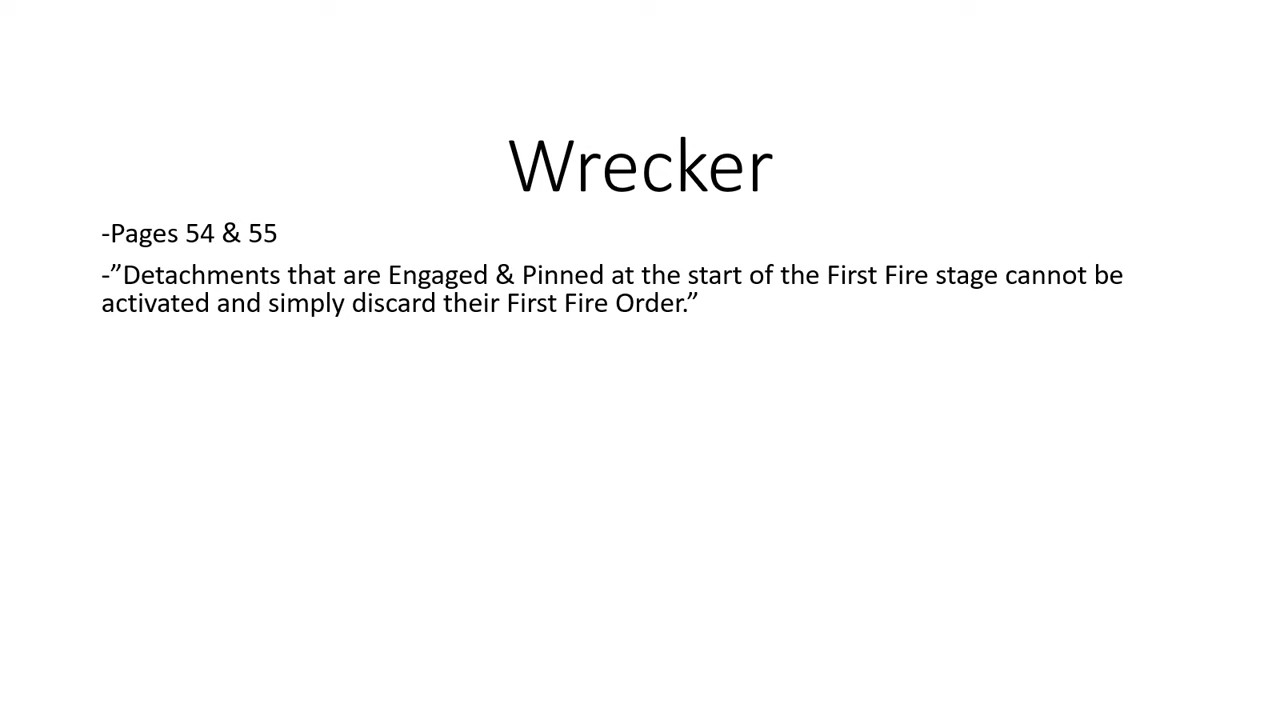 Wrecker
-Pages 54 & 55
-”Detachments that are Engaged & Pinned at the start of the First Fire stage cannot be
activated and simply discard their First Fire Order.”